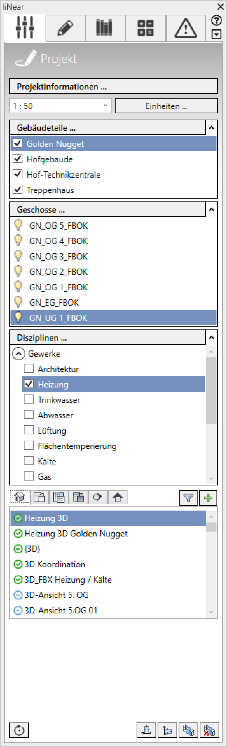 liNear
Projekt
Projektinformationen ...
1 : 50
Einheiten ...
Gebäudeteile ...
Golden Nugget
Hofgebäude
Hof-Technikzentrale
Treppenhaus
Geschosse ...
GN_OG 5_FBOK
GN_OG 4_FBOK
GN_OG 3_FBOK
GN_OG 2_FBOK
GN_OG 1_FBOK
GN_EG_FBOK
GN_UG 1_FBOK
Disziplinen ...
Gewerke
Architektur
Heizung
Trinkwasser
Abwasser
Lüftung
Flächentemperierung
Kälte
Gas
Heizung 3D
Heizung 3D Golden Nugget
{3D}
3D Koordination
3D_FBX Heizung / Kälte
3D-Ansicht 5. OG
3D-Ansicht 5.OG 01